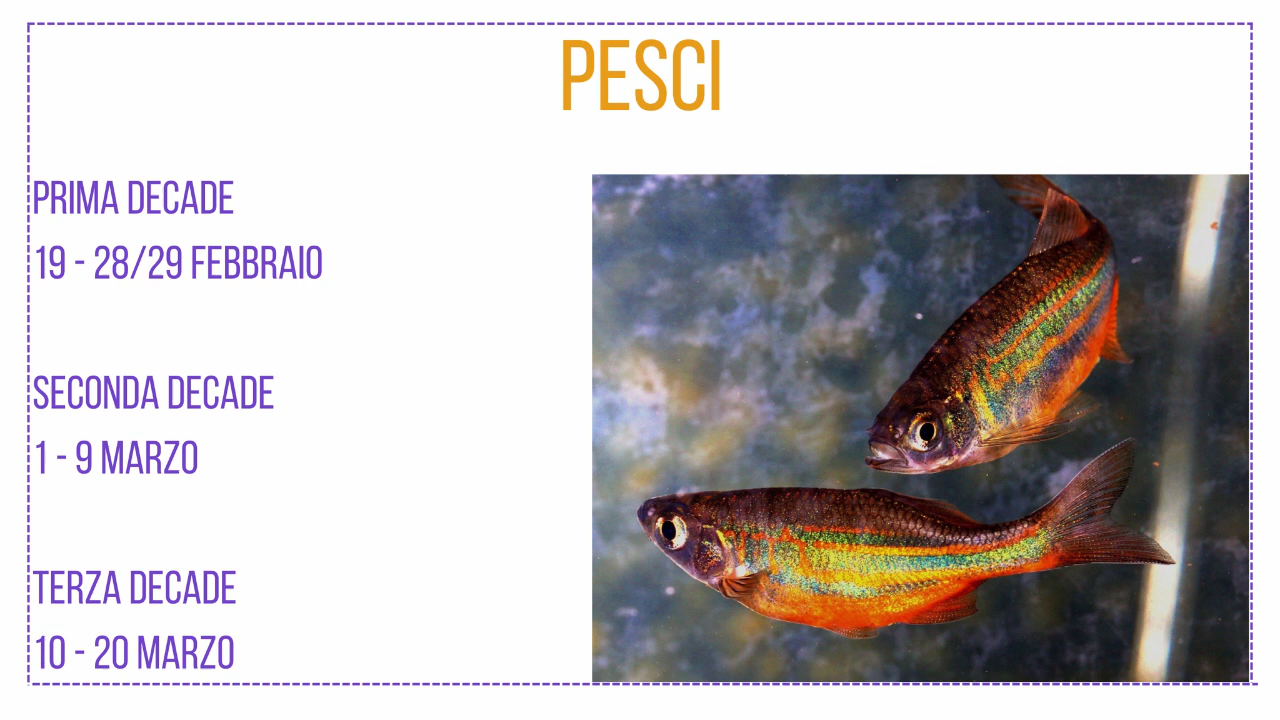 PESCI
PRIMA DECADE
19 - 28/29 FEBBRAIO
SECONDA DECADE
1 - 9 MARZO
TERZA DECADE
10 - 20 MARZO